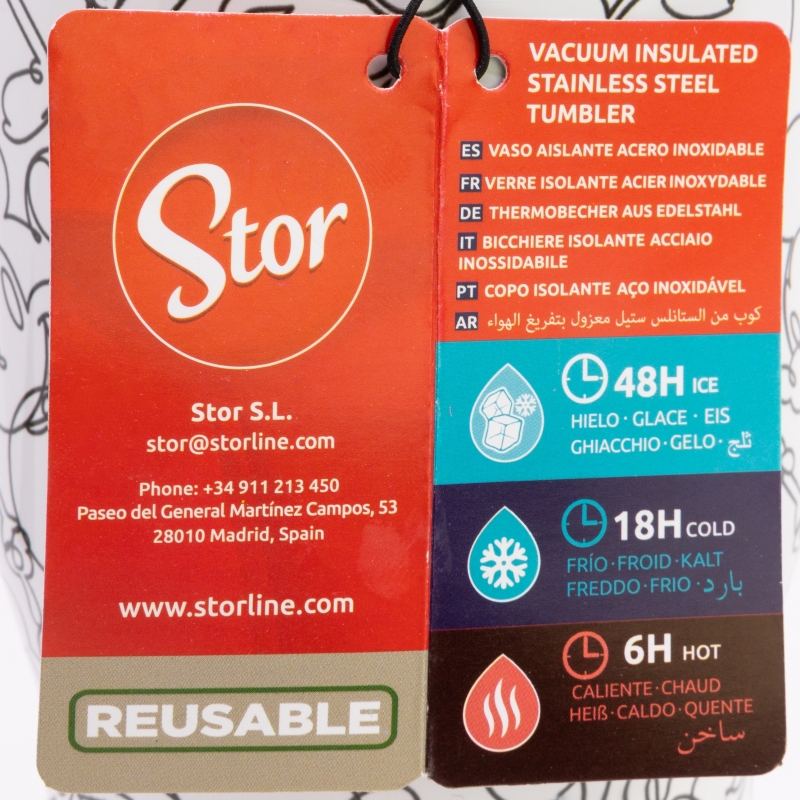 Stor
Stor S.L.
stor@storline.com
Phone: +34 911 213 450
Paseo del General Martínez Campos, 53
28010 Madrid, Spain
www.storline.com
REUSABLE
VACUUM INSULATED
STAINLESS STEEL
TUMBLER
ES VASO AISLANTE ACERO INOXIDABLE
FR VERRE ISOLANTE ACIER INOXYDABLE
DE THERMOBECHER AUS EDELSTAHL
IT BICCHIERE ISOLANTE ACCIAIO
INOSSIDABILE
PT COPO ISOLANTE AÇO INOXIDÁVEL
AR كوب من الستانلس ستيل معزول بتفريغ الهواء
48H ICE
HIELO · GLACE · EIS
GHIACCHIO · GELO · ثلج
18H COLD
FRÍO · FROID · KALT
FREDDO · FRIO · بارد
6H HOT
CALIENTE · CHAUD
HEIß · CALDO · QUENTE
ساخن